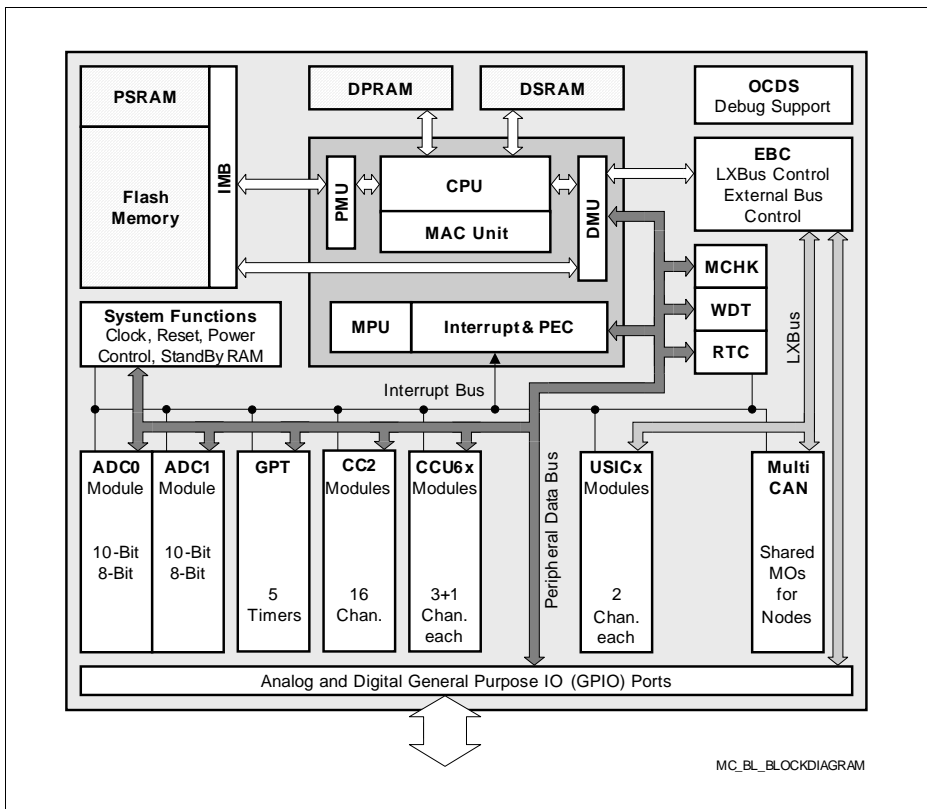 PSRAM
Flash
Memory
IMB
DPRAM
DSRAM
OCDS
Debug Support
PMU
CPU
MAC Unit
DMU
EBC
LXBus Control
External Bus
Control
MCHK
WDT
RTC
LXBus
System Functions
Clock, Reset, Power
Control, StandBy RAM
MPU
Interrupt & PEC
Interrupt Bus
ADC0
Module
10-Bit
8-Bit
ADC1
Module
10-Bit
8-Bit
GPT
5
Timers
CC2
Modules
16
Chan.
CCU6x
Modules
3+1
Chan.
each
Peripheral Data Bus
USICx
Modules
2
Chan.
each
Multi
CAN
Shared
MOs
for
Nodes
Analog and Digital General Purpose IO (GPIO) Ports
MC_BL_BLOCKDIAGRAM